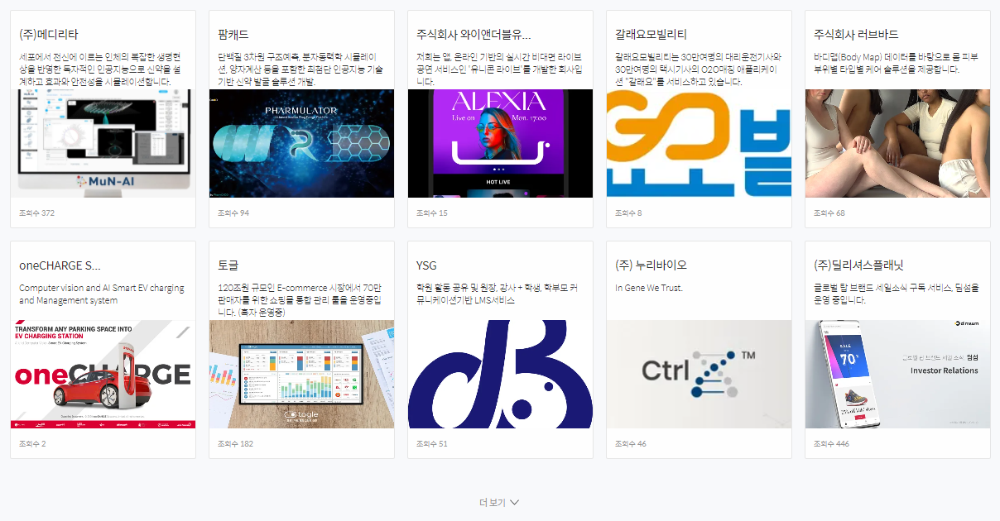 (주)메디리타
세포에서 전신에 이르는 인체의 복잡한 생명현
상을 반영한 독자적인 인공지능으로 신약을 설
계하고 효과와 안전성을 시뮬레이션합니다.
MuN-AI
조회수 372
팜캐드
단백질 3차원 구조예측, 분자동력학 시뮬레이
션, 양자계산 등을 포함한 최첨단 인공지능 기술
기반 신약 발굴 솔루션 개발.
PHARMULATOR
조회수 94
주식회사 와이앤더블유...
저희는 앱, 온라인 기반의 실시간 비대면 라이브
공연 서비스인 "유니콘 라이브"를 개발한 회사입
니다.
ALEXIA
Live on Mon. 17:00
HOT LIVE
조회수 15
갈래요모빌리티
갈래요모빌리티는 30만여명의 대리운전기사와
30만여명의 택시기사의 O2O매칭 애플리케이
션 "갈래요"를 서비스하고 있습니다.
조회수 8
주식회사 러브바드
바디맵(Body Map) 데이터를 바탕으로 몸 피부
부위별 타입별 케어 솔루션을 제공합니다.
조회수 68
oneCHARGE S...
Computer vision and AI Smart EV charging
and Management system
TRANSFORM ANY PARKING SPACE INTO
EV CHARGING STATION
oneCHARGE
조회수 2
토글
120조원 규모인 E-commerce 시장에서 70만
판매자를 위한 쇼핑몰 통합 관리 툴을 운영중입
니다. (흑자 운영중)
togle
조회수 182
YSG
학원 활동 공유 및 원장, 강사 + 학생, 학부모 커
뮤니케이션기반 LMS서비스
조회수 51
(주) 누리바이오
In Gene We Trust.
Ctrl
TM
조회수 46
(주)딜리셔스플래닛
글로벌 탑 브랜드 세일소식 구독 서비스, 딤섬을
운영 중입니다.
dimsum
SALE
70%
글로벌 탑 브랜드 세일 소식, 딤섬
Investor Relations
조회수 446
더 보기